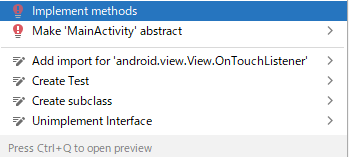 Implement methods
Make 'MainActivity' abstract
Add import for 'android.view.View.OnTouchListener'
Create Test
Create subclass
Unimplement Interface
Press Ctrl+Q to open preview